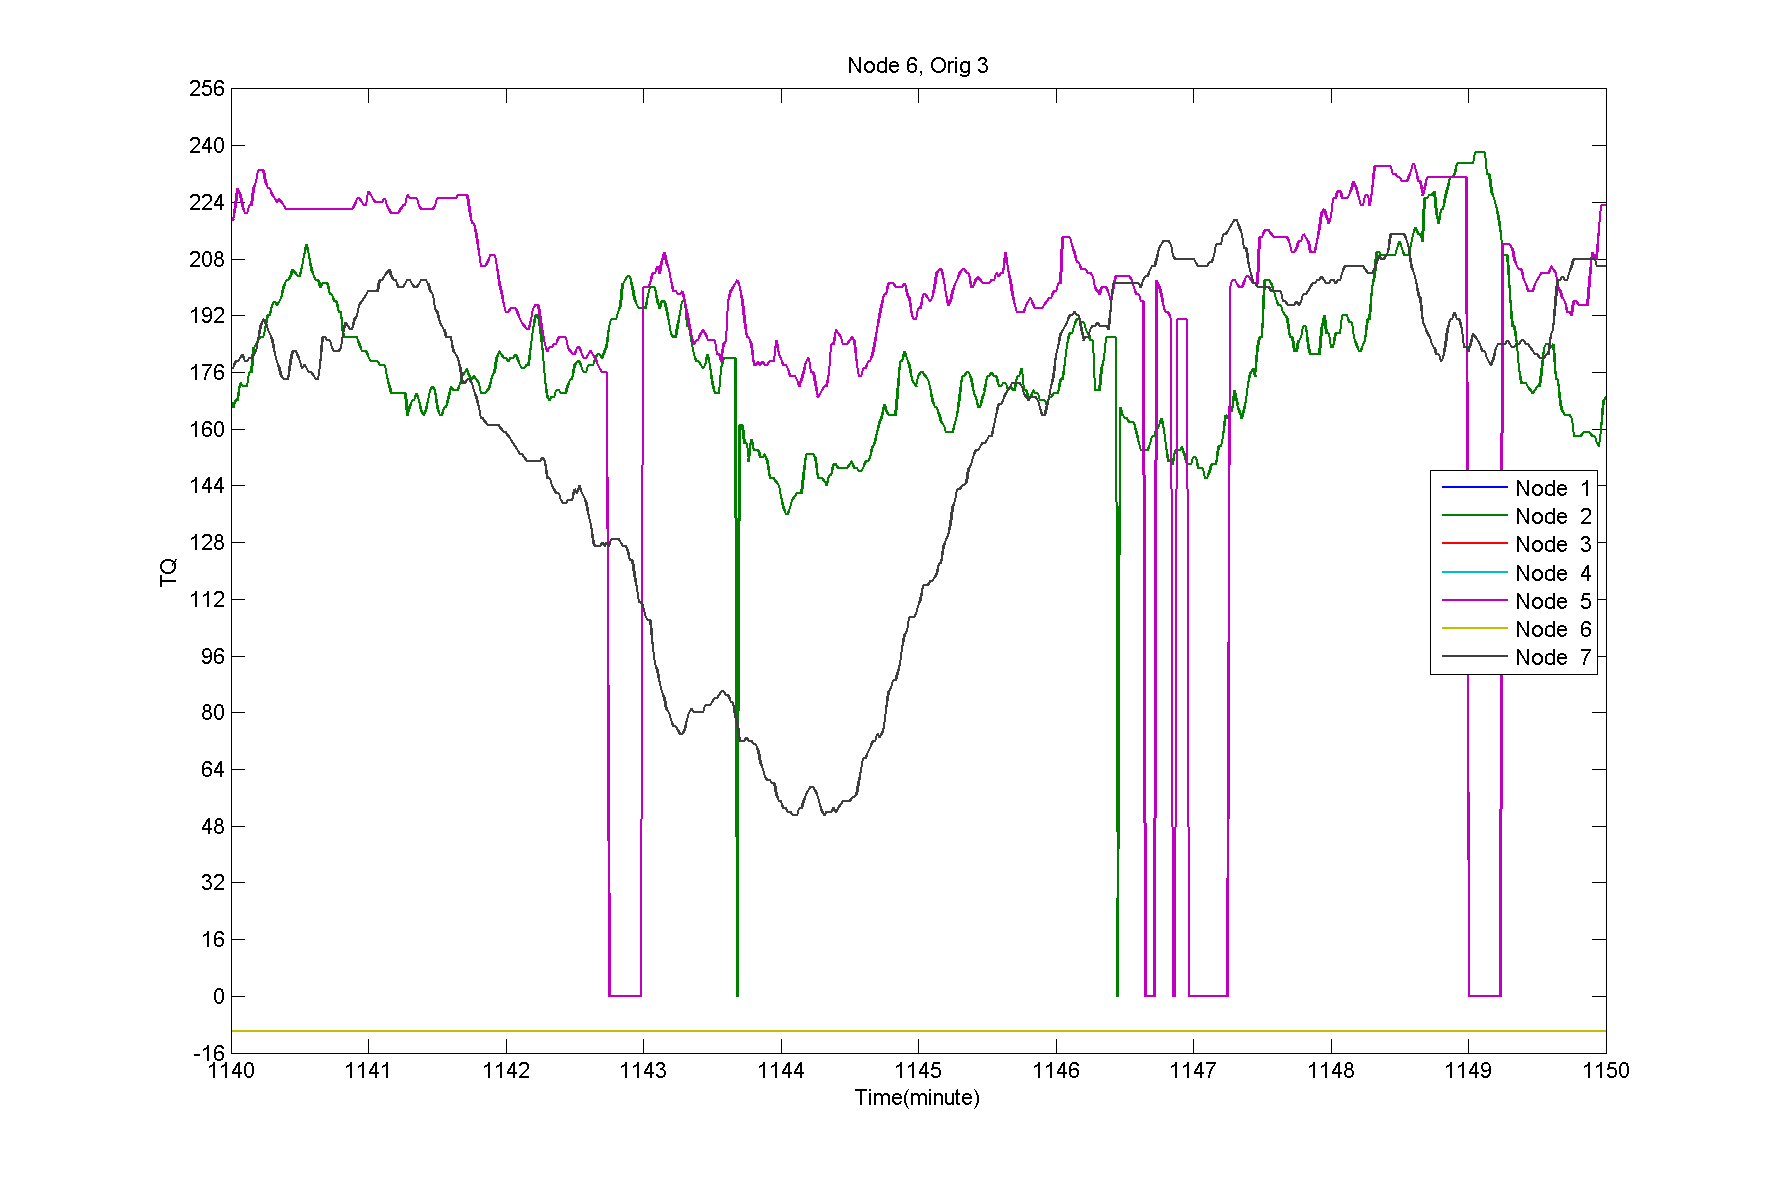 Node 6, Orig 3
256
240
224
208
192
176
160
144
128
112
96
80
64
48
32
16
0
-16
TQ
Node 1
Node 2
Node 3
Node 4
Node 5
Node 6
Node 7
1140 1141 1142 1143 1144 1145 1146 1147 1148 1149 1150
Time(minute)